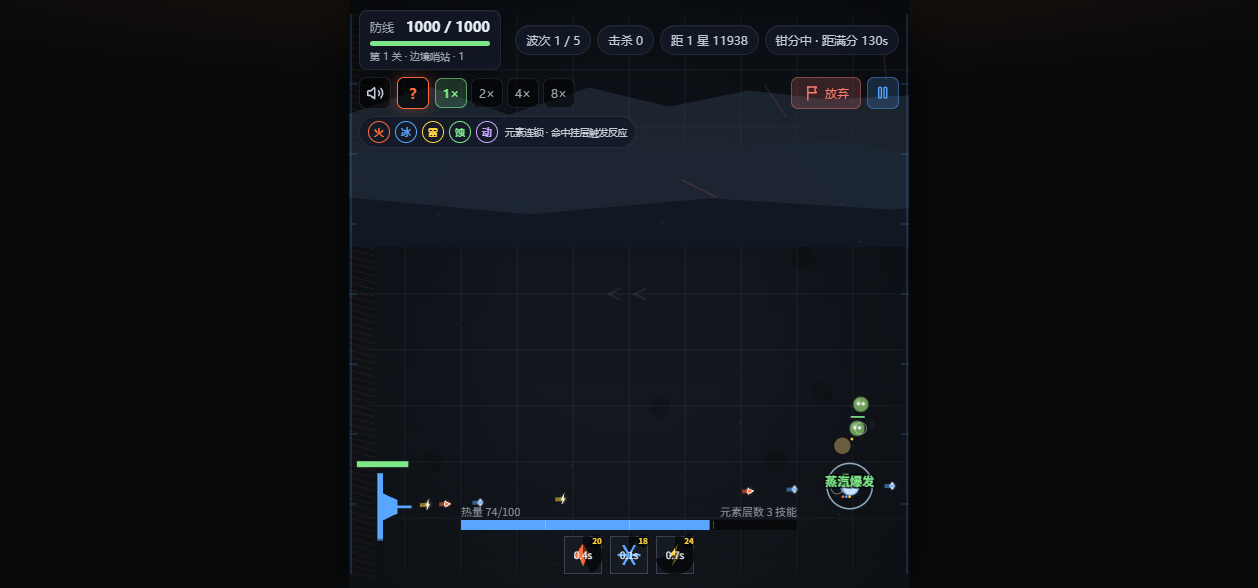 防线 1000 / 1000
第 1 关 · 边境哨站 · 1
波次 1 / 5
击杀 0
距 1 星 11938
钳分中 · 距满分 130s
?
1×
2×
4×
8×
放弃
火
冰
雷
蚀
动
元素连锁 · 命中挂层触发反应
蒸汽爆发
热量 74/100
元素层数 3 技能
20
18
24
0.4s
0.1s
0.7s